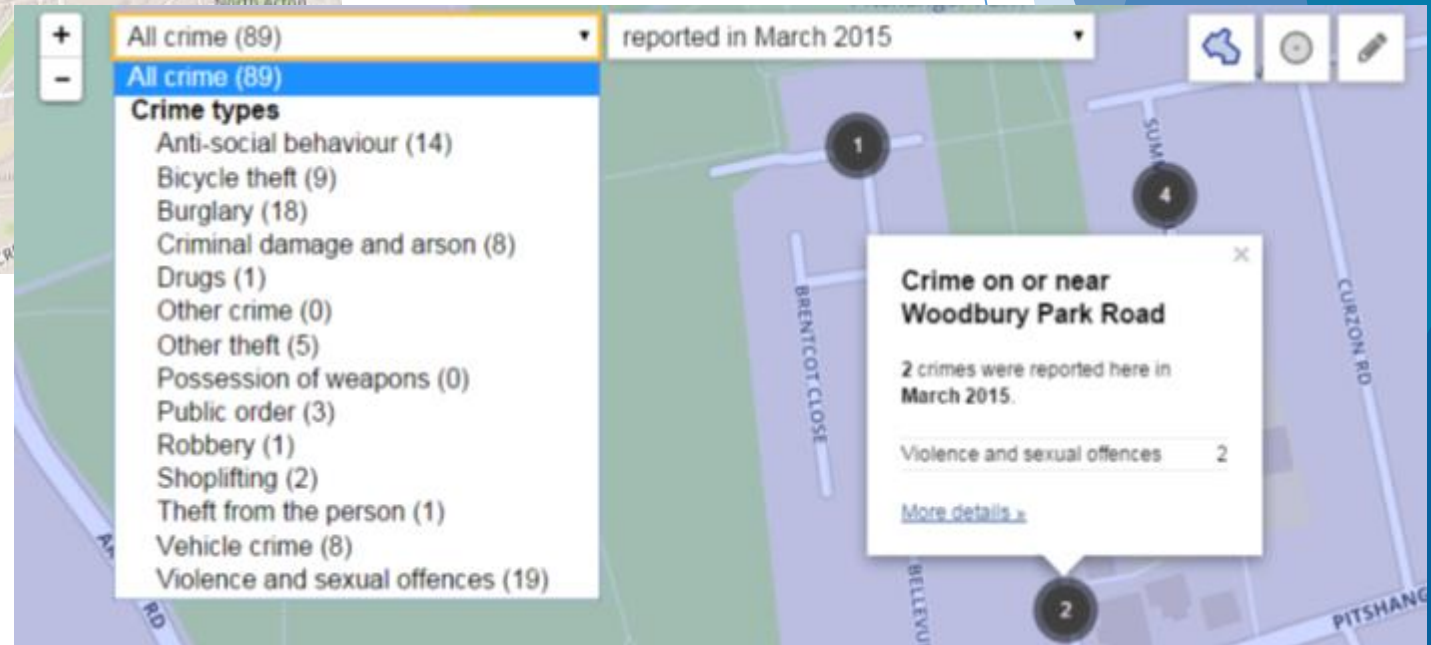 North Acton
+
All crime (89)
reported in March 2015
-
All crime (89)
Crime types
Anti-social behaviour (14)
Bicycle theft (9)
Burglary (18)
Criminal damage and arson (8)
Drugs (1)
Other crime (0)
Other theft (5)
Possession of weapons (0)
Public order (3)
Robbery (1)
Shoplifting (2)
Theft from the person (1)
Vehicle crime (8)
Violence and sexual offences (19)
1
4
BRENTCOT CLOSE
CURZON RD
Crime on or near
Woodbury Park Road
2 crimes were reported here in
March 2015.
Violence and sexual offences 2
More details »
RD
BELLEVU
2
PITSHANG